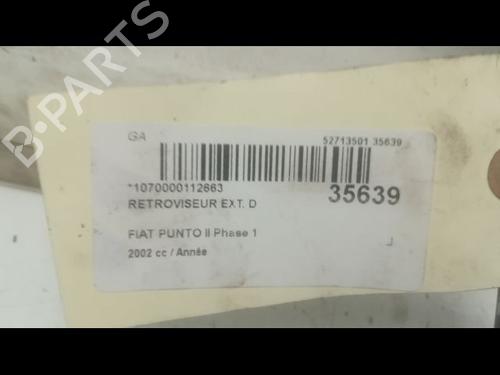 GA
52713501 35639
*1070000112663
35639
RETROVISEUR EXT. D
FIAT PUNTO II Phase 1
2002 cc / Année
B-PARTS